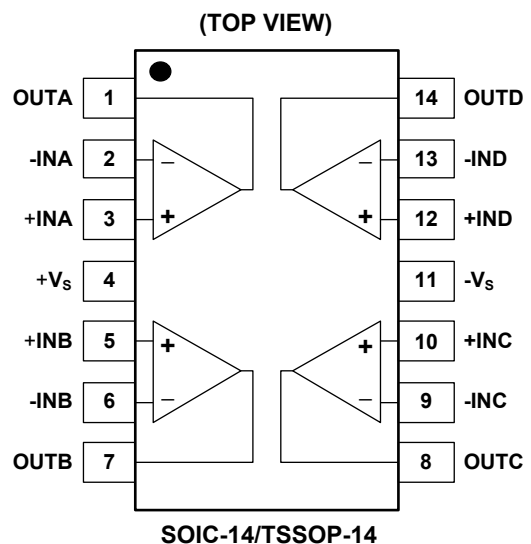 (TOP VIEW)
OUTA 1 14 OUTD
-INA 2 − − 13 -IND
+INA 3 + + 12 +IND
+VS 4 11 -VS
+INB 5 + + 10 +INC
-INB 6 − − 9 -INC
OUTB 7 8 OUTC
SOIC-14/TSSOP-14